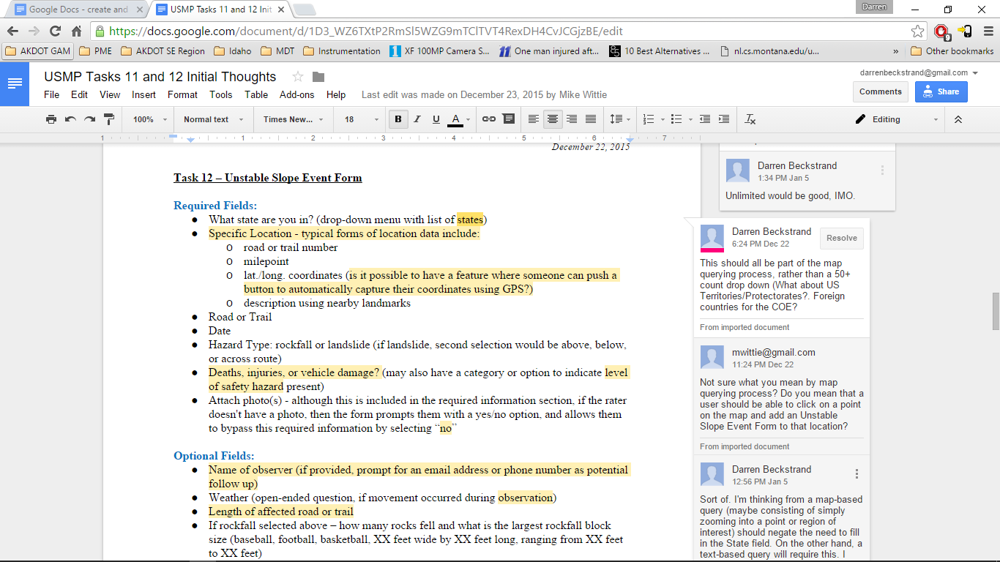 Google Docs - create and
USMP Tasks 11 and 12 Init
Darren
https://docs.google.com/document/d/1D3_WZ6TXtP2RmSl5WZG9mTClTVT4RexDH4CvJCGjzBE/edit
9
AKDOT GAM PME AKDOT SE Region Idaho MDT Instrumentation XF 100MP Camera S... One man injured aft... 10 Best Alternatives ... nl.cs.montana.edu/u... » Other bookmarks
USMP Tasks 11 and 12 Initial Thoughts
darrenbeckstrand@gmail.com
File Edit View Insert Format Tools Table Add-ons Help Last edit was made on December 23, 2015 by Mike Wittie
Comments Share
100% Normal text Times New... 18 B I U A Editing
1 1 2 3 4 5 6 7
December 22, 2015
Task 12 – Unstable Slope Event Form
Required Fields:
● What state are you in? (drop-down menu with list of states)
● Specific Location - typical forms of location data include:
o road or trail number
o milepoint
o lat./long. coordinates (is it possible to have a feature where someone can push a
button to automatically capture their coordinates using GPS?)
o description using nearby landmarks
● Road or Trail
● Date
● Hazard Type: rockfall or landslide (if landslide, second selection would be above, below,
or across route)
● Deaths, injuries, or vehicle damage? (may also have a category or option to indicate level
of safety hazard present)
● Attach photo(s) - although this is included in the required information section, if the rater
doesn't have a photo, then the form prompts them with a yes/no option, and allows them
to bypass this required information by selecting “no”
Optional Fields:
● Name of observer (if provided, prompt for an email address or phone number as potential
follow up)
● Weather (open-ended question, if movement occurred during observation)
● Length of affected road or trail
● If rockfall selected above – how many rocks fell and what is the largest rockfall block
size (baseball, football, basketball, XX feet wide by XX feet long, ranging from XX feet
to XX feet)
Darren Beckstrand
1:34 PM Jan 5
Unlimited would be good, IMO.
Darren Beckstrand
6:24 PM Dec 22
Resolve
This should all be part of the map
querying process, rather than a 50+
count drop down (What about US
Territories/Protectorates?. Foreign
countries for the COE?
From imported document
mwittie@gmail.com
11:24 PM Dec 22
Not sure what you mean by map
querying process? Do you mean that a
user should be able to click on a point
on the map and add an Unstable
Slope Event Form to that location?
From imported document
Darren Beckstrand
12:56 PM Jan 5
Sort of. I'm thinking from a map-based
query (maybe consisting of simply
zooming into a point or region of
interest) should negate the need to fill
in the State field. On the other hand, a
text-based query will require this. I